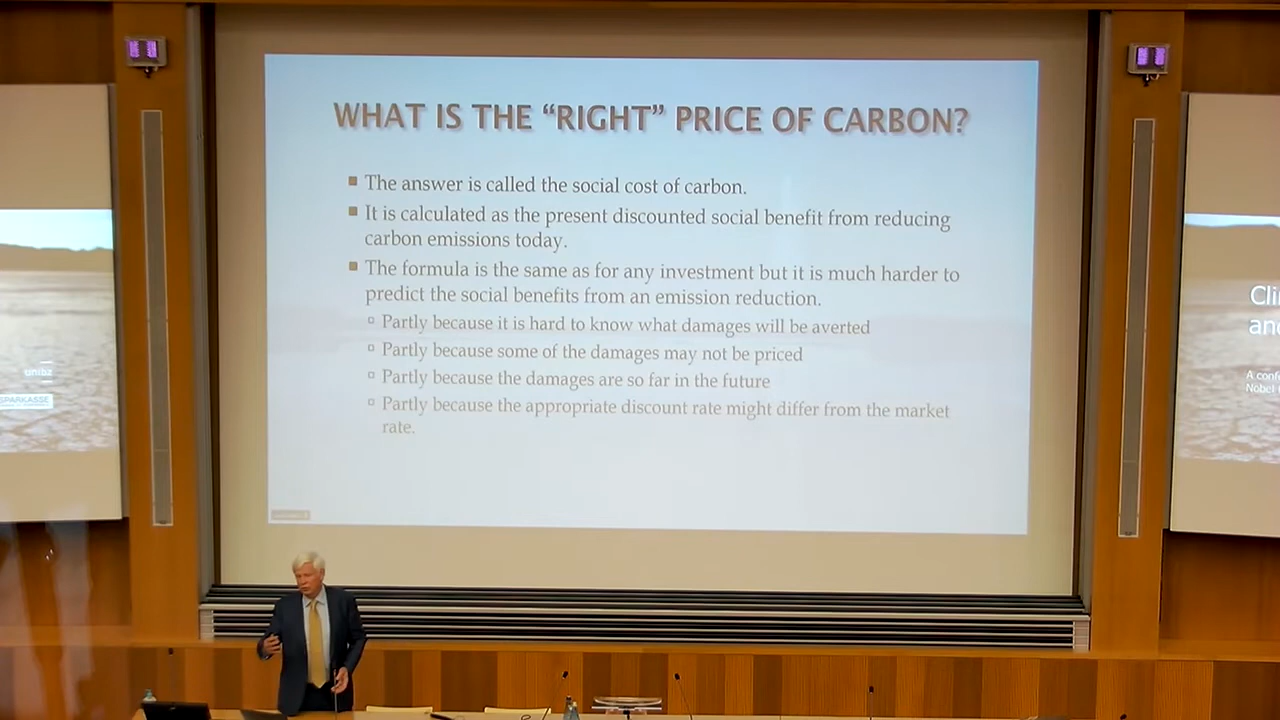 WHAT IS THE “RIGHT” PRICE OF CARBON?
The answer is called the social cost of carbon.
It is calculated as the present discounted social benefit from reducing
carbon emissions today.
The formula is the same as for any investment but it is much harder to
predict the social benefits from an emission reduction.
Partly because it is hard to know what damages will be averted
Partly because some of the damages may not be priced
Partly because the damages are so far in the future
Partly because the appropriate discount rate might differ from the market
rate.
unibz
SPARKASSE
Cli
an
A conf
Nobel